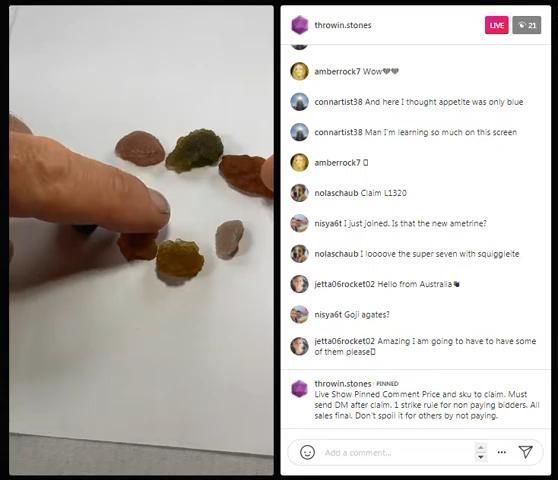 throwin.stones
LIVE
21
amberrock7 Wow
connartist38 And here I thought appetite was only blue
connartist38 Man I'm learning so much on this screen
amberrock7
nolaschaub Claim L1320
nisya6t I just joined. Is that the new ametrine?
nolaschaub I loooove the super seven with squiggleite
jetta06rocket02 Hello from Australia
nisya6t Goji agates?
jetta06rocket02 Amazing I am going to have to have some
of them please
throwin.stones · PINNED
Live Show Pinned Comment Price and sku to claim. Must
send DM after claim. 1 strike rule for non paying bidders. All
sales final. Don't spoil it for others by not paying.
Add a comment...